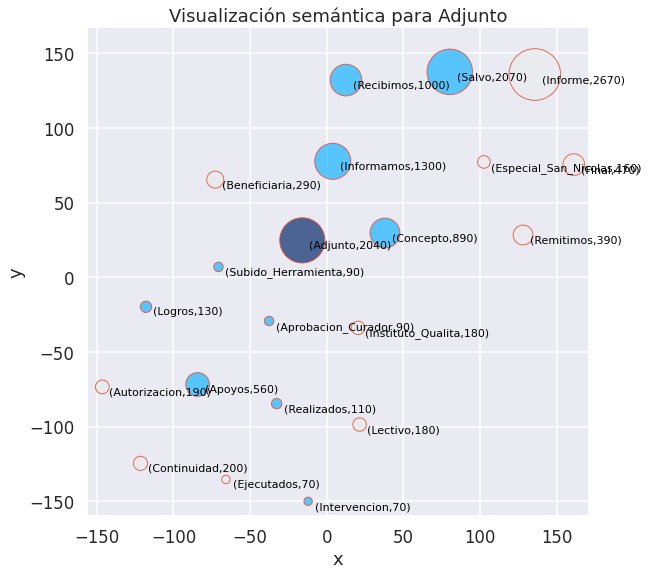 Visualización semántica para Adjunto
150
100
50
0
−50
−100
−150
y
(Recibimos,1000)
(Salvo,2070)
(Informe,2670)
(Informamos,1300)
(Especial_San_Nicolas,160)
(Final,470)
(Beneficiaria,290)
(Adjunto,2040)
(Concepto,890)
(Remitimos,390)
(Subido_Herramienta,90)
(Logros,130)
(Aprobacion_Curador,90)
(Instituto_Qualita,180)
(Autorizacion,190)
(Apoyos,560)
(Realizados,110)
(Lectivo,180)
(Continuidad,200)
(Ejecutados,70)
(Intervencion,70)
−150
−100
−50
0
50
100
150
x